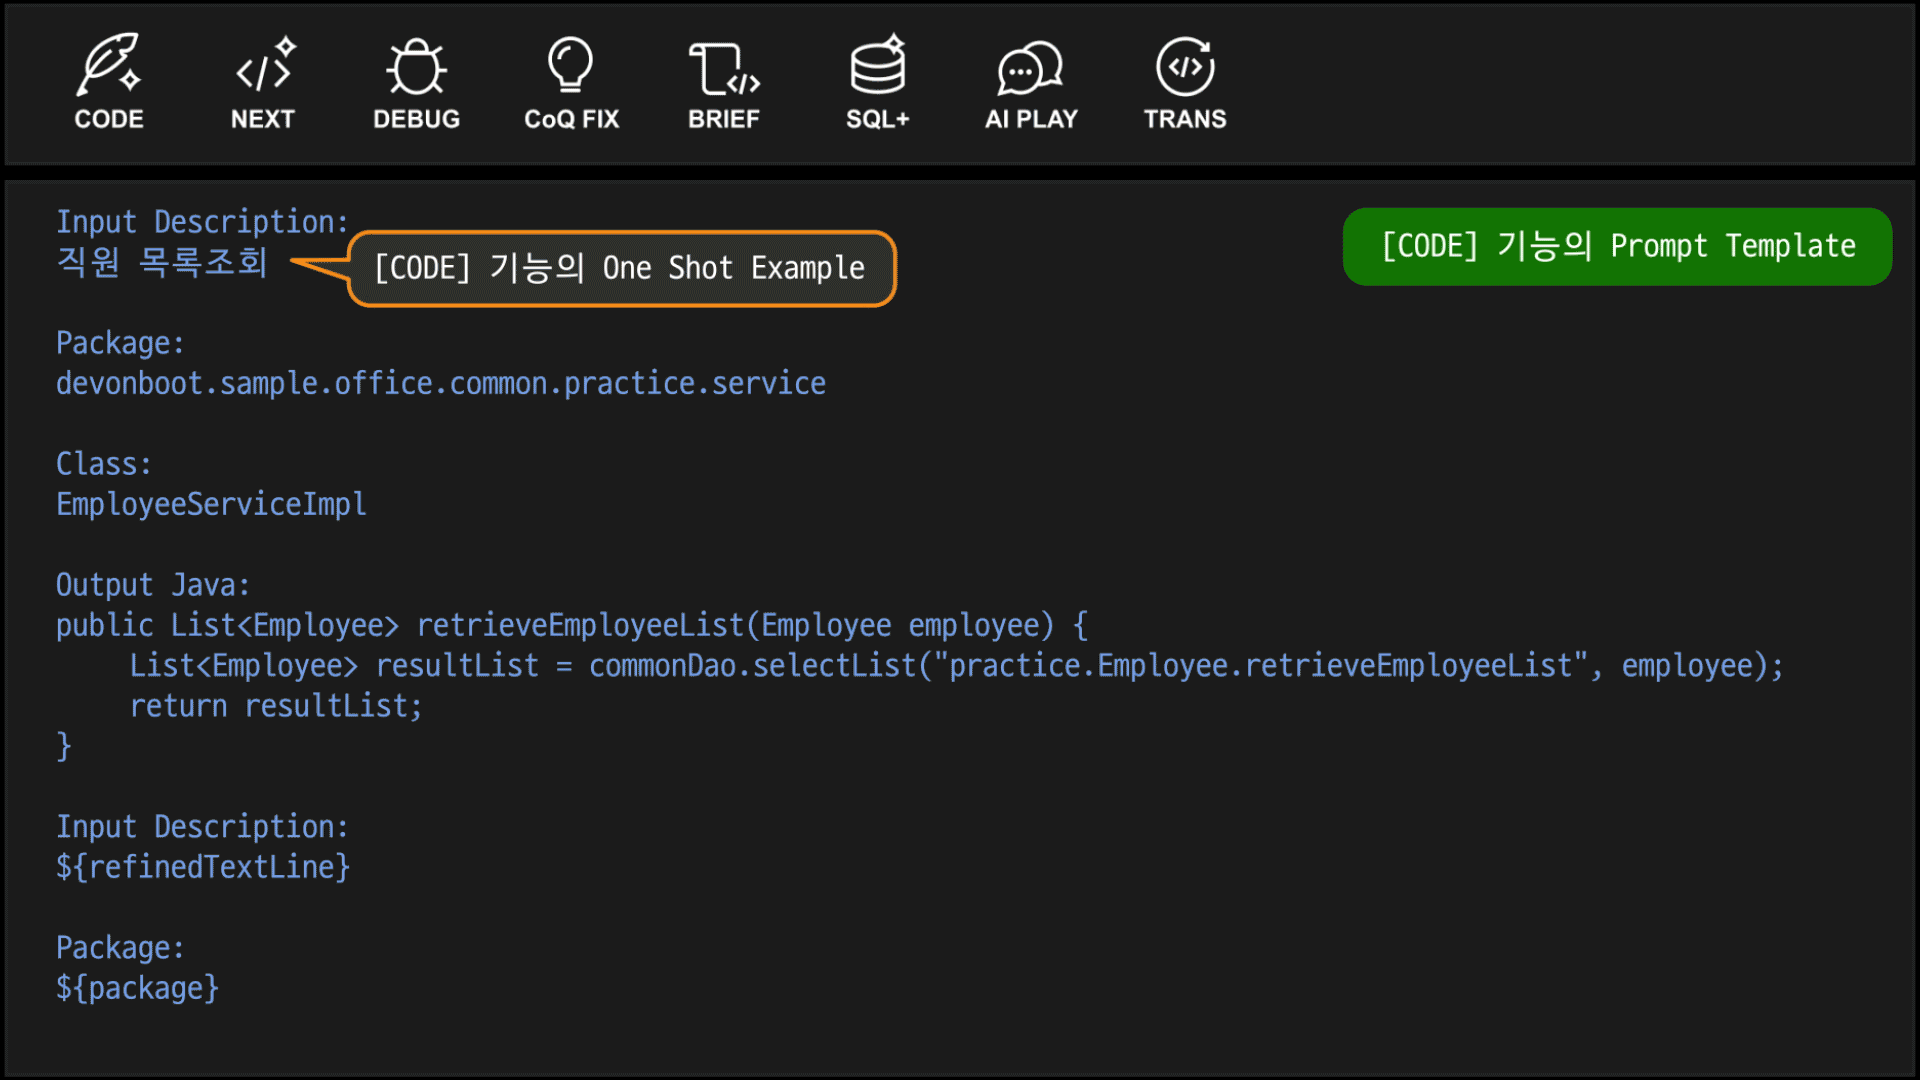 CODE
NEXT
DEBUG
CoQ FIX
BRIEF
SQL+
AI PLAY
TRANS
Input Description:
직원 목록조회
[CODE] 기능의 One Shot Example
[CODE] 기능의 Prompt Template
Package:
devonboot.sample.office.common.practice.service
Class:
EmployeeServiceImpl
Output Java:
public List<Employee> retrieveEmployeeList(Employee employee) {
List<Employee> resultList = commonDao.selectList("practice.Employee.retrieveEmployeeList", employee);
return resultList;
}
Input Description:
${refinedTextLine}
Package:
${package}